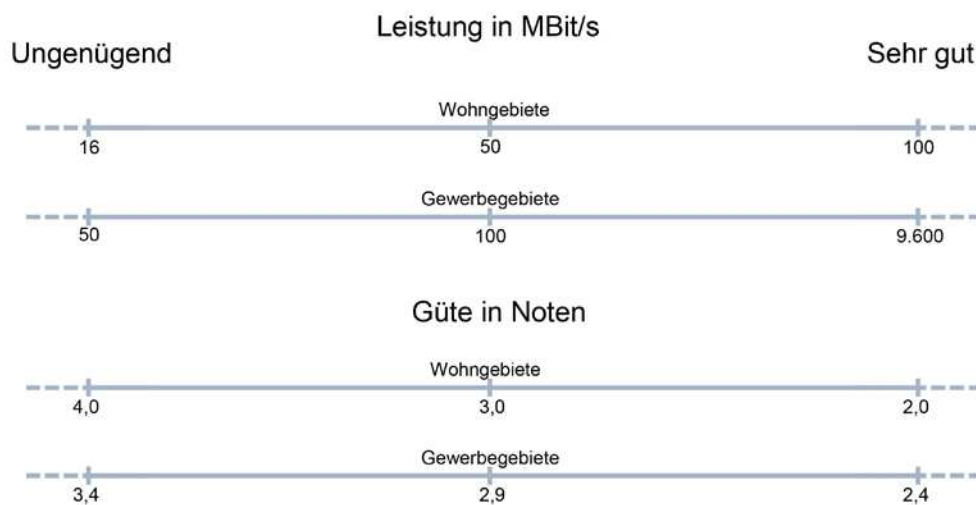 Leistung in MBit/s
Ungenügend Sehr gut
Wohngebiete
16 50 100
Gewerbegebiete
50 100 9.600
Güte in Noten
Wohngebiete
4,0 3,0 2,0
Gewerbegebiete
3,4 2,9 2,4